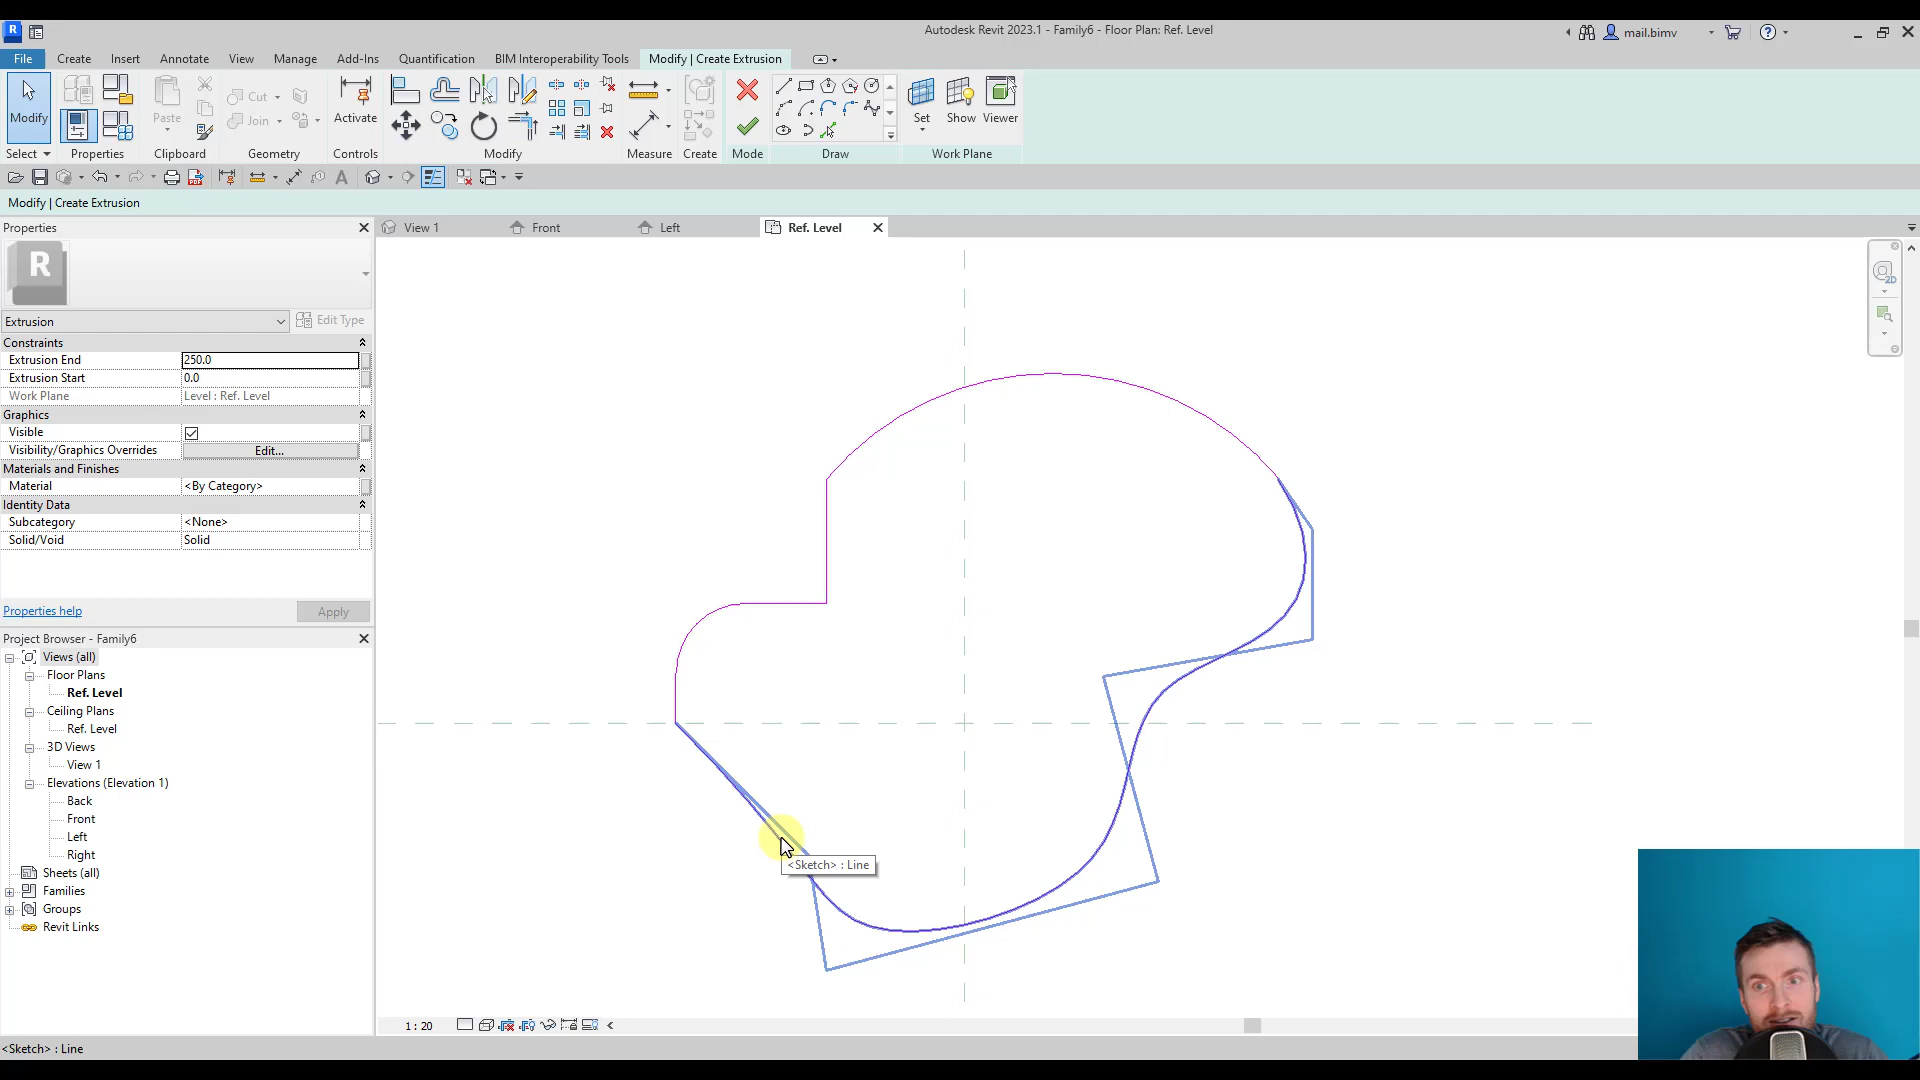 R
Autodesk Revit 2023.1 - Family6 - Floor Plan: Ref. Level
mail.bimv
File Create Insert Annotate View Manage Add-Ins Quantification BIM Interoperability Tools Modify | Create Extrusion
Modify
Paste
Cut
Join
Activate
Set
Show
Viewer
Select Properties Clipboard Geometry Controls Modify Measure Create Mode Draw Work Plane
Modify | Create Extrusion
Properties
View 1
Front
Left
Ref. Level
R
Extrusion
Edit Type
Constraints
Extrusion End 250.0
Extrusion Start 0.0
Work Plane Level : Ref. Level
Graphics
Visible
Visibility/Graphics Overrides Edit...
Materials and Finishes
Material <By Category>
Identity Data
Subcategory <None>
Solid/Void Solid
Properties help
Apply
Project Browser - Family6
Views (all)
Floor Plans
Ref. Level
Ceiling Plans
Ref. Level
3D Views
View 1
Elevations (Elevation 1)
Back
Front
Left
Right
Sheets (all)
Families
Groups
Revit Links
<Sketch> : Line
1 : 20
<Sketch> : Line
2D